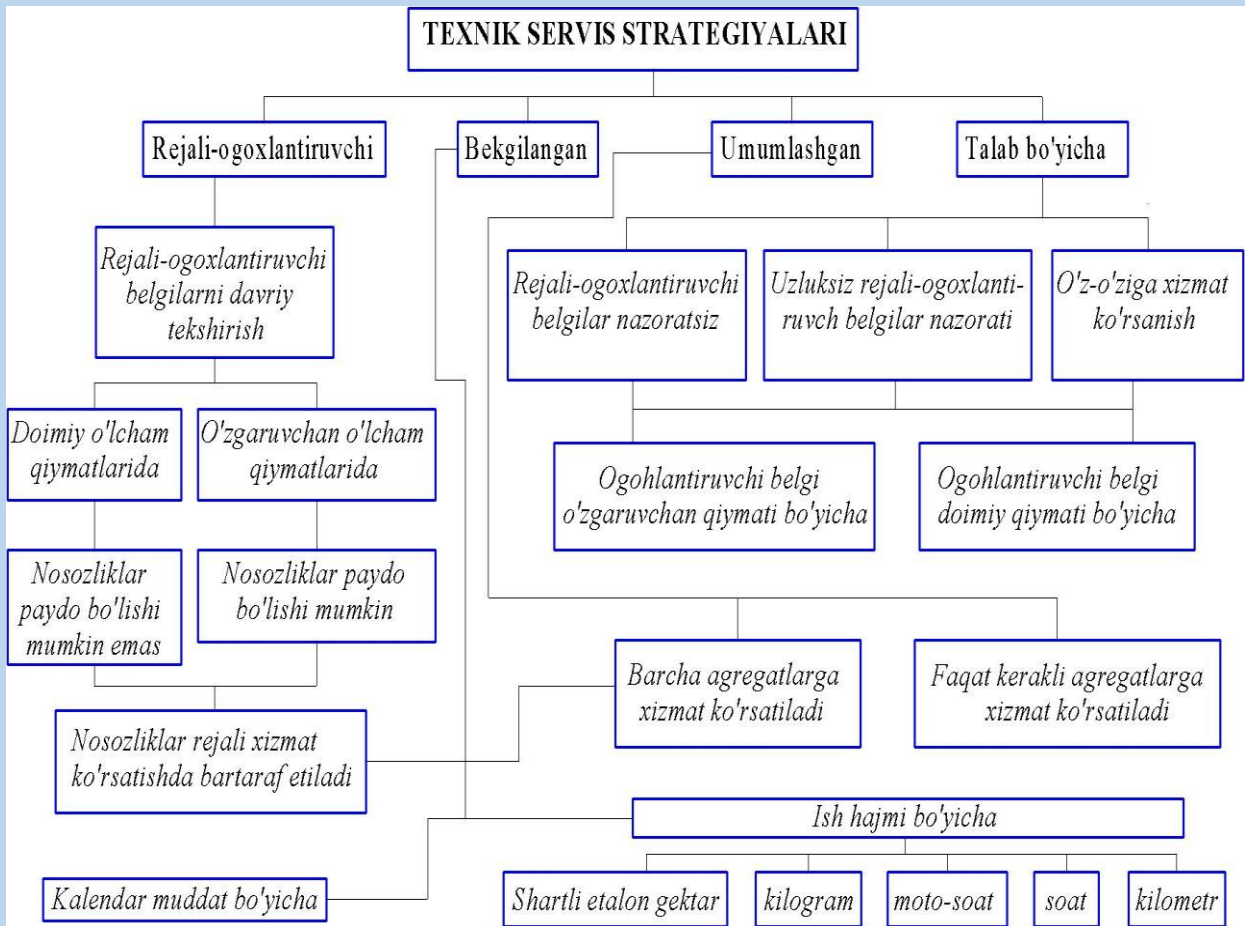 TEXNIK SERVIS STRATEGIYALARI
Rejali-ogoxlantiruvchi
Bekgilangan
Umumlashgan
Talab bo'yicha
Rejali-ogoxlantiruvchi
belgilarni davriy
tekshirish
Rejali-ogoxlantiruvchi
belgilar nazoratsiz
Uzluksiz rejali-ogoxlanti-
ruvch belgilar nazorati
O'z-o'ziga xizmat
ko'rsanish
Doimiy o'lcham
qiymatlarida
O'zgaruvchan o'lcham
qiymatlarida
Ogohlantiruvchi belgi
o'zgaruvchan qiymati bo'yicha
Ogohlantiruvchi belgi
doimiy qiymati bo'yicha
Nosozliklar
paydo bo'lishi
mumkin emas
Nosozliklar paydo
bo'lishi mumkin
Barcha agregatlarga
xizmat ko'rsatiladi
Faqat kerakli agregatlarga
xizmat ko'rsatiladi
Nosozliklar rejali xizmat
ko'rsatishda bartaraf etiladi
Ish hajmi bo'yicha
Kalendar muddat bo'yicha
Shartli etalon gektar
kilogram
moto-soat
soat
kilometr